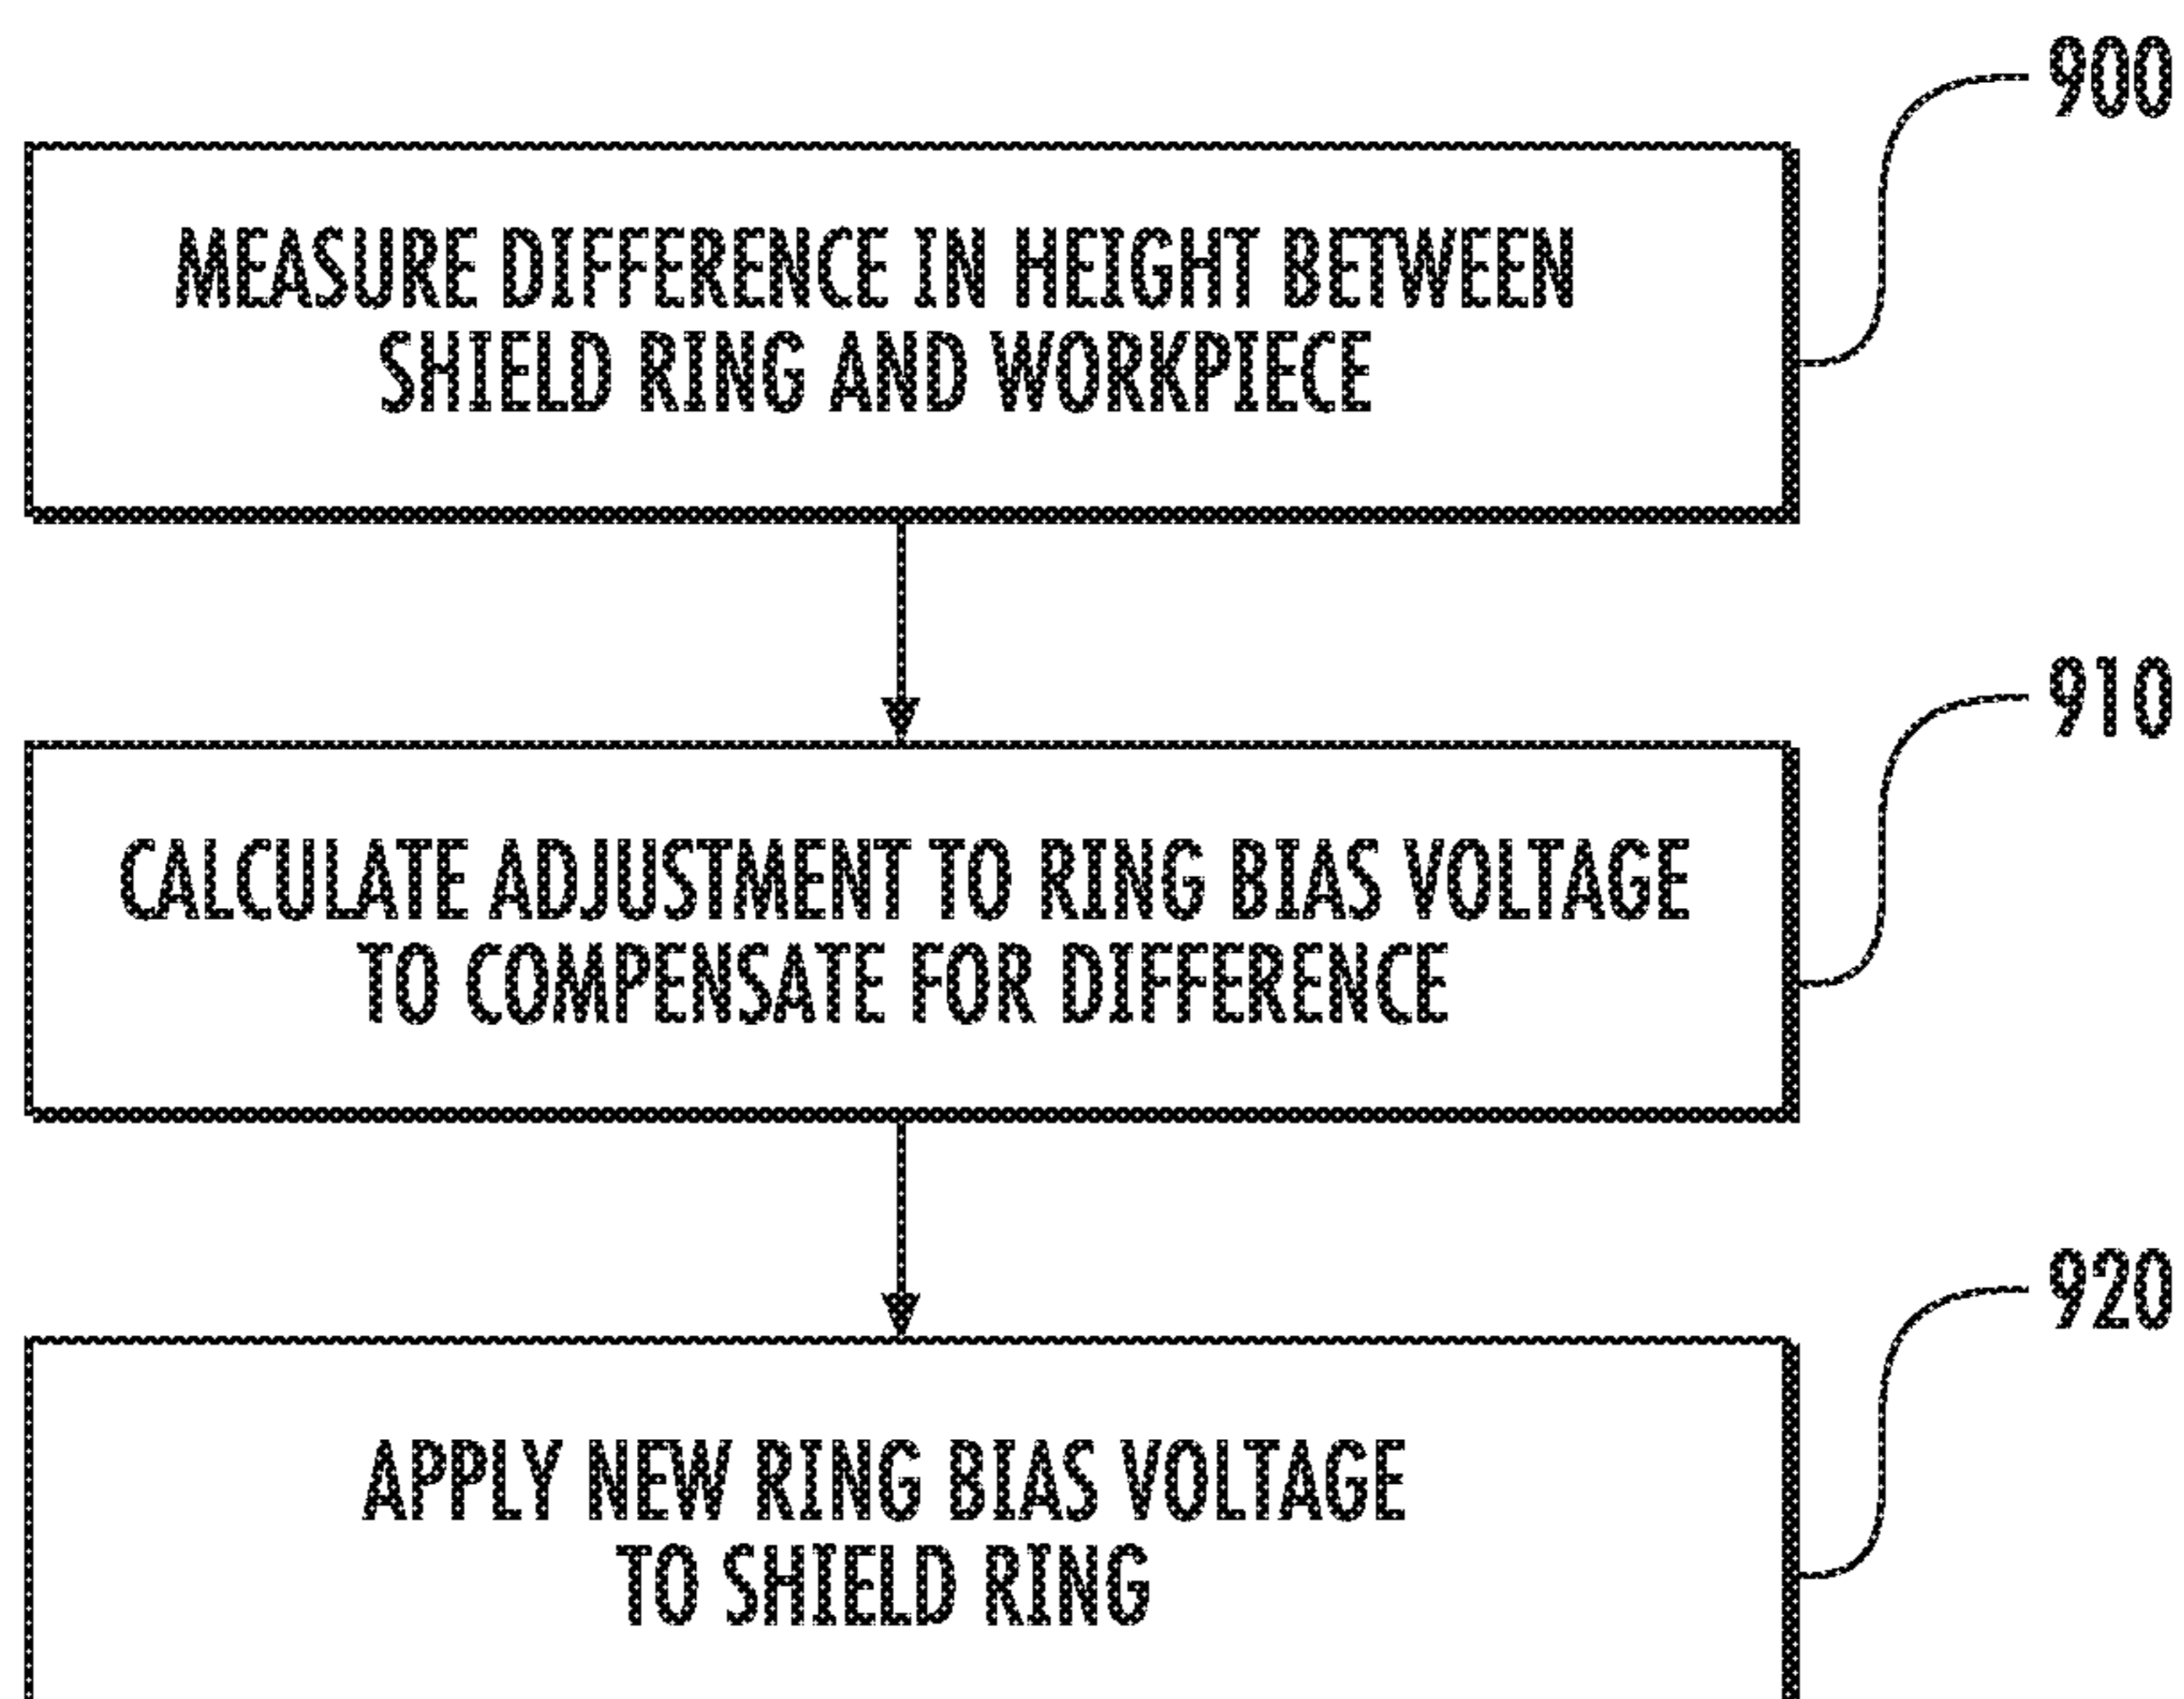 900
MEASURE DIFFERENCE IN HEIGHT BETWEEN
SHIELD RING AND WORKPIECE
910
CALCULATE ADJUSTMENT TO RING BIAS VOLTAGE
TO COMPENSATE FOR DIFFERENCE
920
APPLY NEW RING BIAS VOLTAGE
TO SHIELD RING